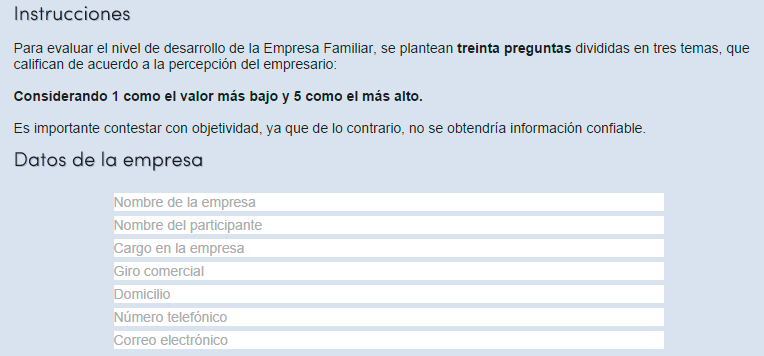 Instrucciones
Para evaluar el nivel de desarrollo de la Empresa Familiar, se plantean treinta preguntas divididas en tres temas, que
califican de acuerdo a la percepción del empresario:
Considerando 1 como el valor más bajo y 5 como el más alto.
Es importante contestar con objetividad, ya que de lo contrario, no se obtendría información confiable.
Datos de la empresa
Nombre de la empresa
Nombre del participante
Cargo en la empresa
Giro comercial
Domicilio
Número telefónico
Correo electrónico